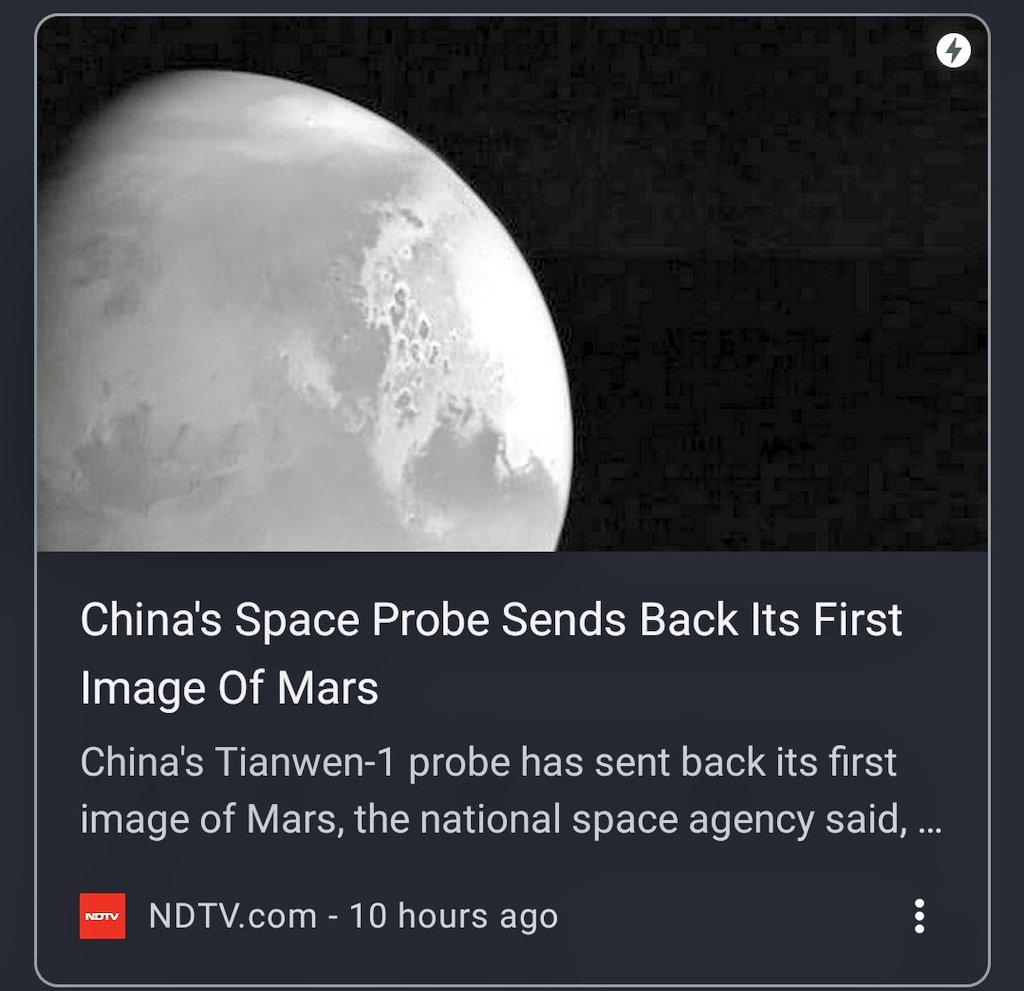 China's Space Probe Sends Back Its First
Image Of Mars
China's Tianwen-1 probe has sent back its first
image of Mars, the national space agency said, ...
NDTV
NDTV.com - 10 hours ago